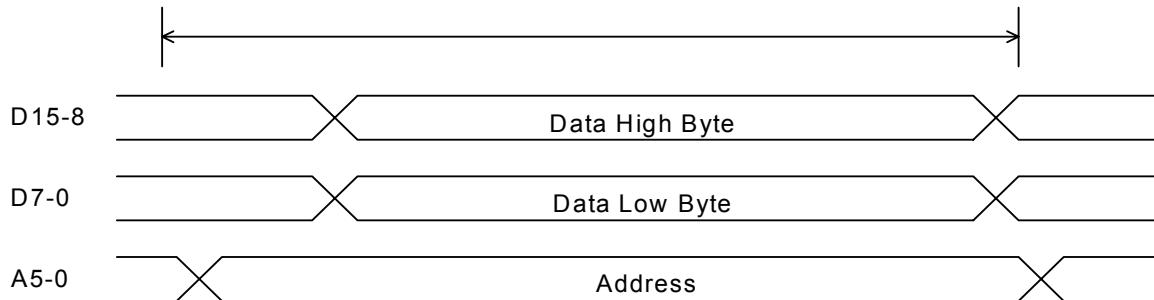 D15-8 Data High Byte
D7-0 Data Low Byte
A5-0 Address